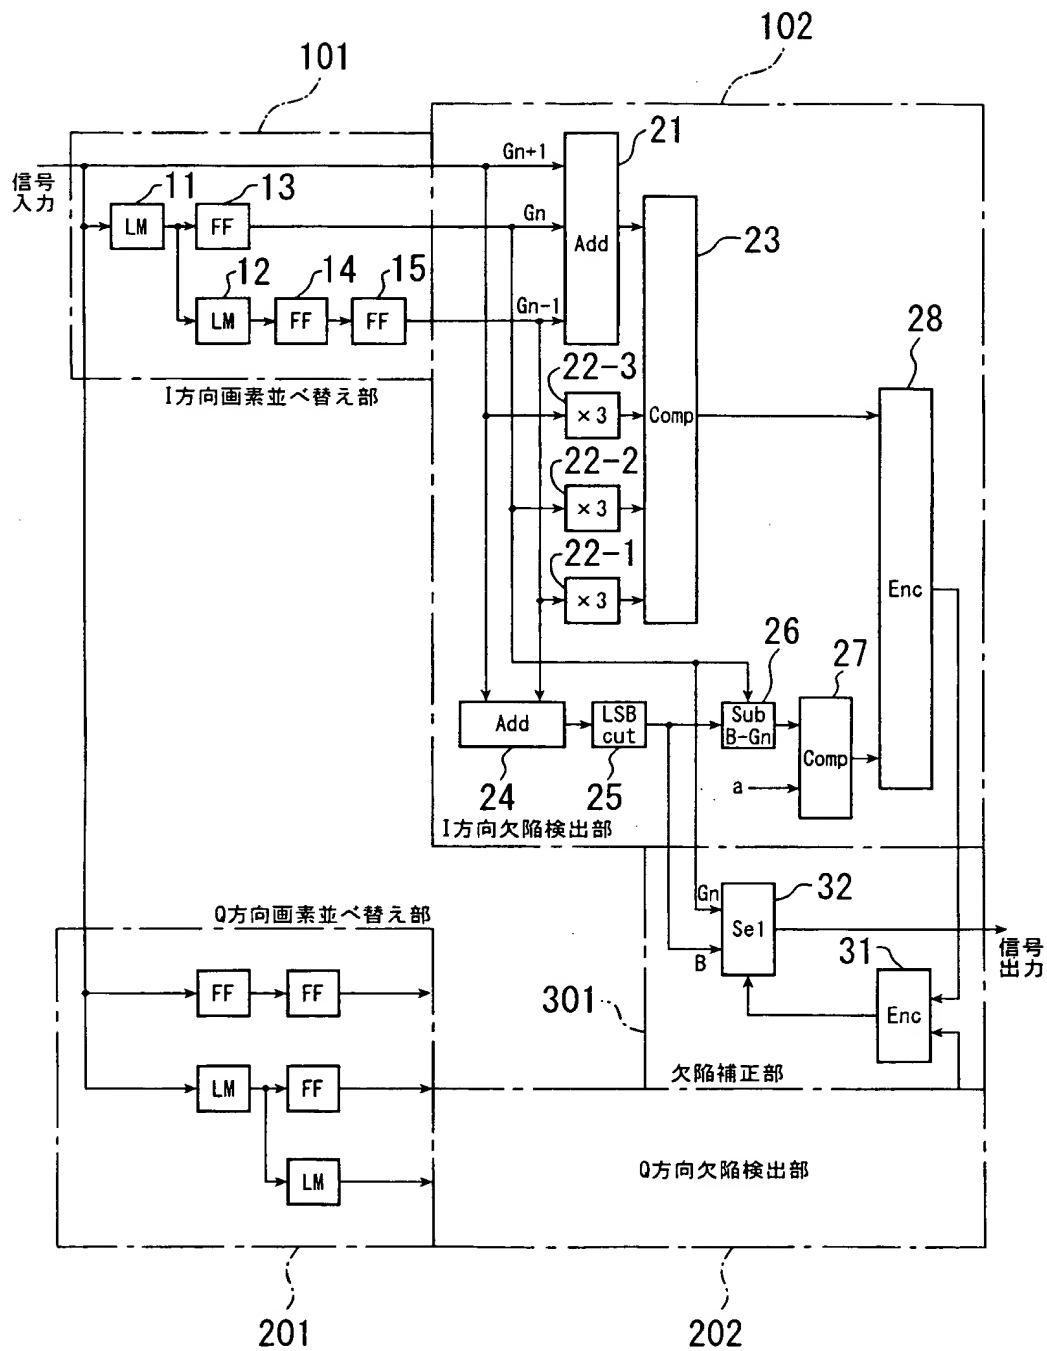 101
102
信号
入力
11
13
LM
FF
12
14
15
LM
FF
FF
I方向画素並べ替え部
Gn+1
21
Gn
Add
Gn-1
23
22-3
×3
Comp
22-2
×3
22-1
×3
28
Enc
26
27
Add
LSB
cut
Sub
B-Gn
Comp
a
24
25
I方向欠陥検出部
Gn
32
Sel
B
信号
出力
31
Enc
301
欠陥補正部
Q方向画素並べ替え部
FF
FF
LM
FF
LM
Q方向欠陥検出部
201
202